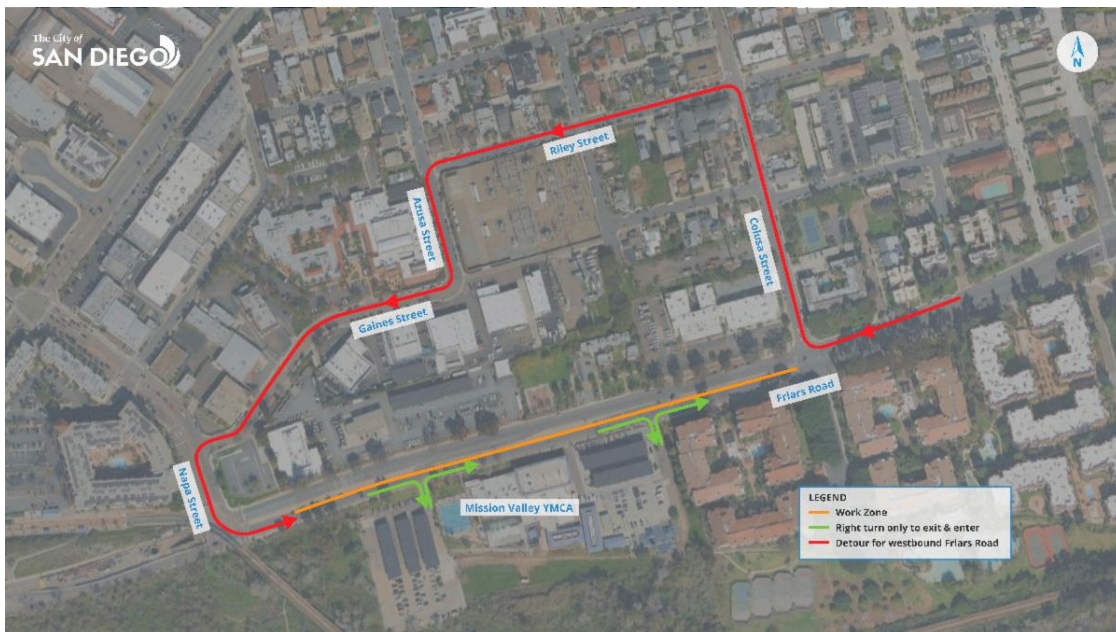 The City of
SAN DIEGO
N
Riley Street
Azusa Street
Colusa Street
Gaines Street
Friars Road
Napa Street
Mission Valley YMCA
LEGEND
Work Zone
Right turn only to exit & enter
Detour for westbound Friars Road